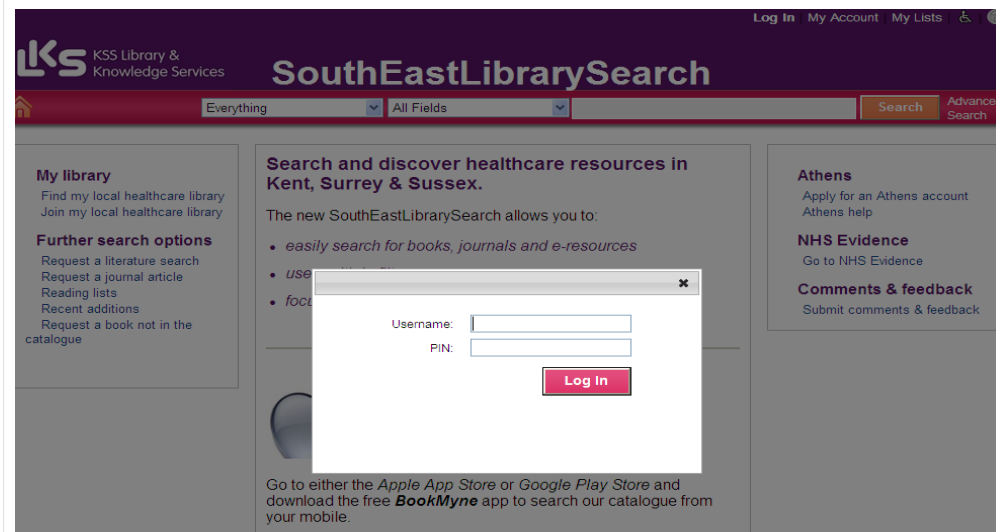 Log In My Account My Lists
LKS KSS Library &
Knowledge Services
SouthEastLibrarySearch
Everything All Fields Search Advance
Search
My library
Find my local healthcare library
Join my local healthcare library
Further search options
Request a literature search
Request a journal article
Reading lists
Recent additions
Request a book not in the
catalogue
Search and discover healthcare resources in
Kent, Surrey & Sussex.
The new SouthEastLibrarySearch allows you to:
• easily search for books, journals and e-resources
• use
• focu
Username:
PIN:
Log In
Go to either the Apple App Store or Google Play Store and
download the free BookMyne app to search our catalogue from
your mobile.
Athens
Apply for an Athens account
Athens help
NHS Evidence
Go to NHS Evidence
Comments & feedback
Submit comments & feedback